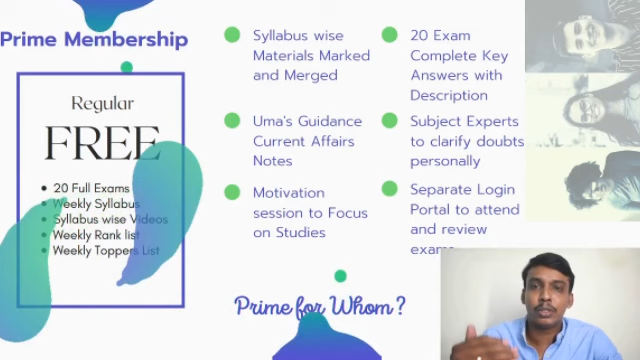 Prime Membership
Regular
FREE
20 Full Exams
Weekly Syllabus
Syllabus wise Videos
Weekly Rank list
Weekly Toppers List
Syllabus wise
Materials Marked
and Merged
Uma's Guidance
Current Affairs
Notes
Motivation
session to Focus
on Studies
20 Exam
Complete Key
Answers with
Description
Subject Experts
to clarify doubts
personally
Separate Login
Portal to attend
and review
exams
Prime for Whom?